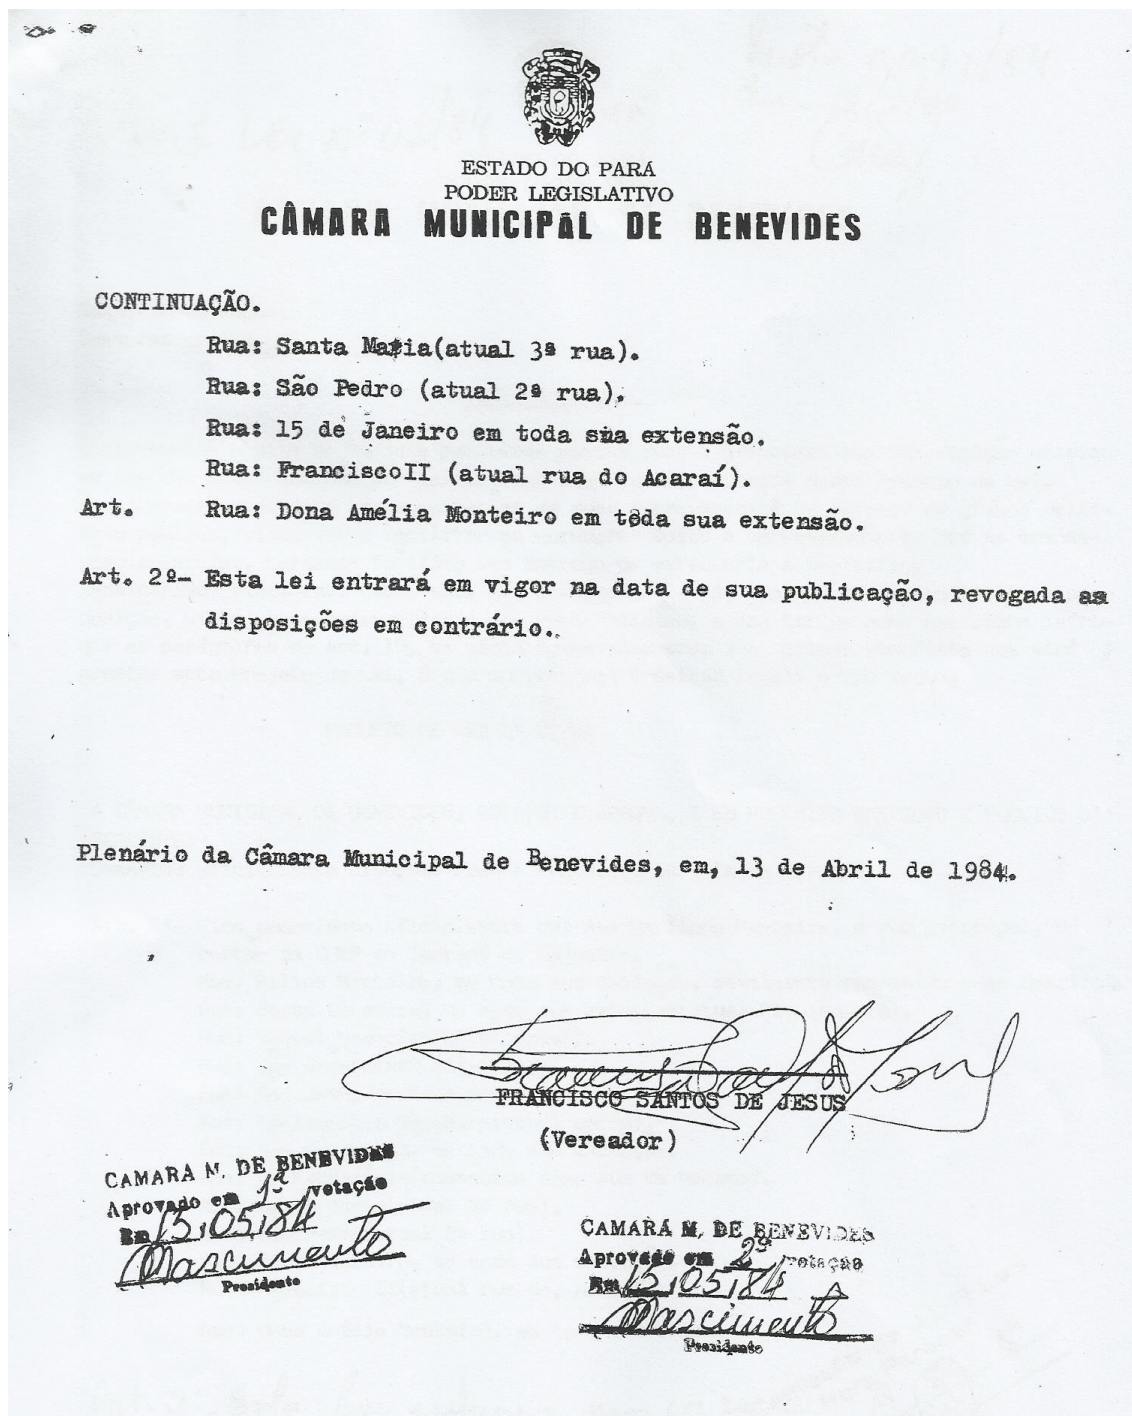 ESTADO DO PARÁ
PODER LEGISLATIVO
CÂMARA MUNICIPAL DE BENEVIDES
CONTINUAÇÃO.
Rua: Santa Maria(atual 3ª rua).
Rua: São Pedro (atual 2ª rua).
Rua: 15 de Janeiro em toda sua extensão.
Rua: FranciscoII (atual rua do Acaraí).
Art. Rua: Dona Amélia Monteiro em toda sua extensão.
Art. 2º- Esta lei entrará em vigor na data de sua publicação, revogada as
disposições em contrário.
Plenário da Câmara Municipal de Benevides, em, 13 de Abril de 1984.
FRANCISCO SANTOS DE JESUS
(Vereador)
CAMARA M. DE BENEVIDES
Aprovado em 1ª votação
Em 15,05,84
Nascimento
Presidente
CAMARA M. DE BENEVIDES
Aprovado em 2ª votação
Em 15,05,84
Nascimento
Presidente